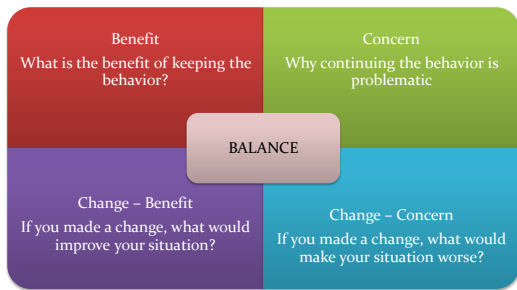 Benefit
What is the benefit of keeping the
behavior?
Concern
Why continuing the behavior is
problematic
BALANCE
Change – Benefit
If you made a change, what would
improve your situation?
Change – Concern
If you made a change, what would
make your situation worse?